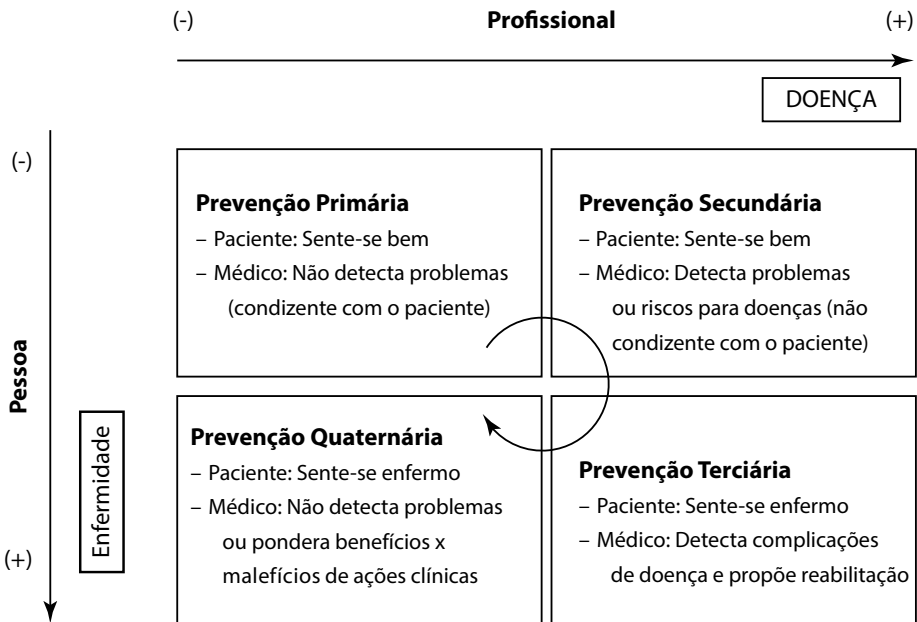 (-) Profissional (+)
DOENÇA
(-)
Pessoa
Enfermidade
(+)
Prevenção Primária
– Paciente: Sente-se bem
– Médico: Não detecta problemas
(condizente com o paciente)
Prevenção Secundária
– Paciente: Sente-se bem
– Médico: Detecta problemas
ou riscos para doenças (não
condizente com o paciente)
Prevenção Quaternária
– Paciente: Sente-se enfermo
– Médico: Não detecta problemas
ou pondera benefícios x
malefícios de ações clínicas
Prevenção Terciária
– Paciente: Sente-se enfermo
– Médico: Detecta complicações
de doença e propõe reabilitação